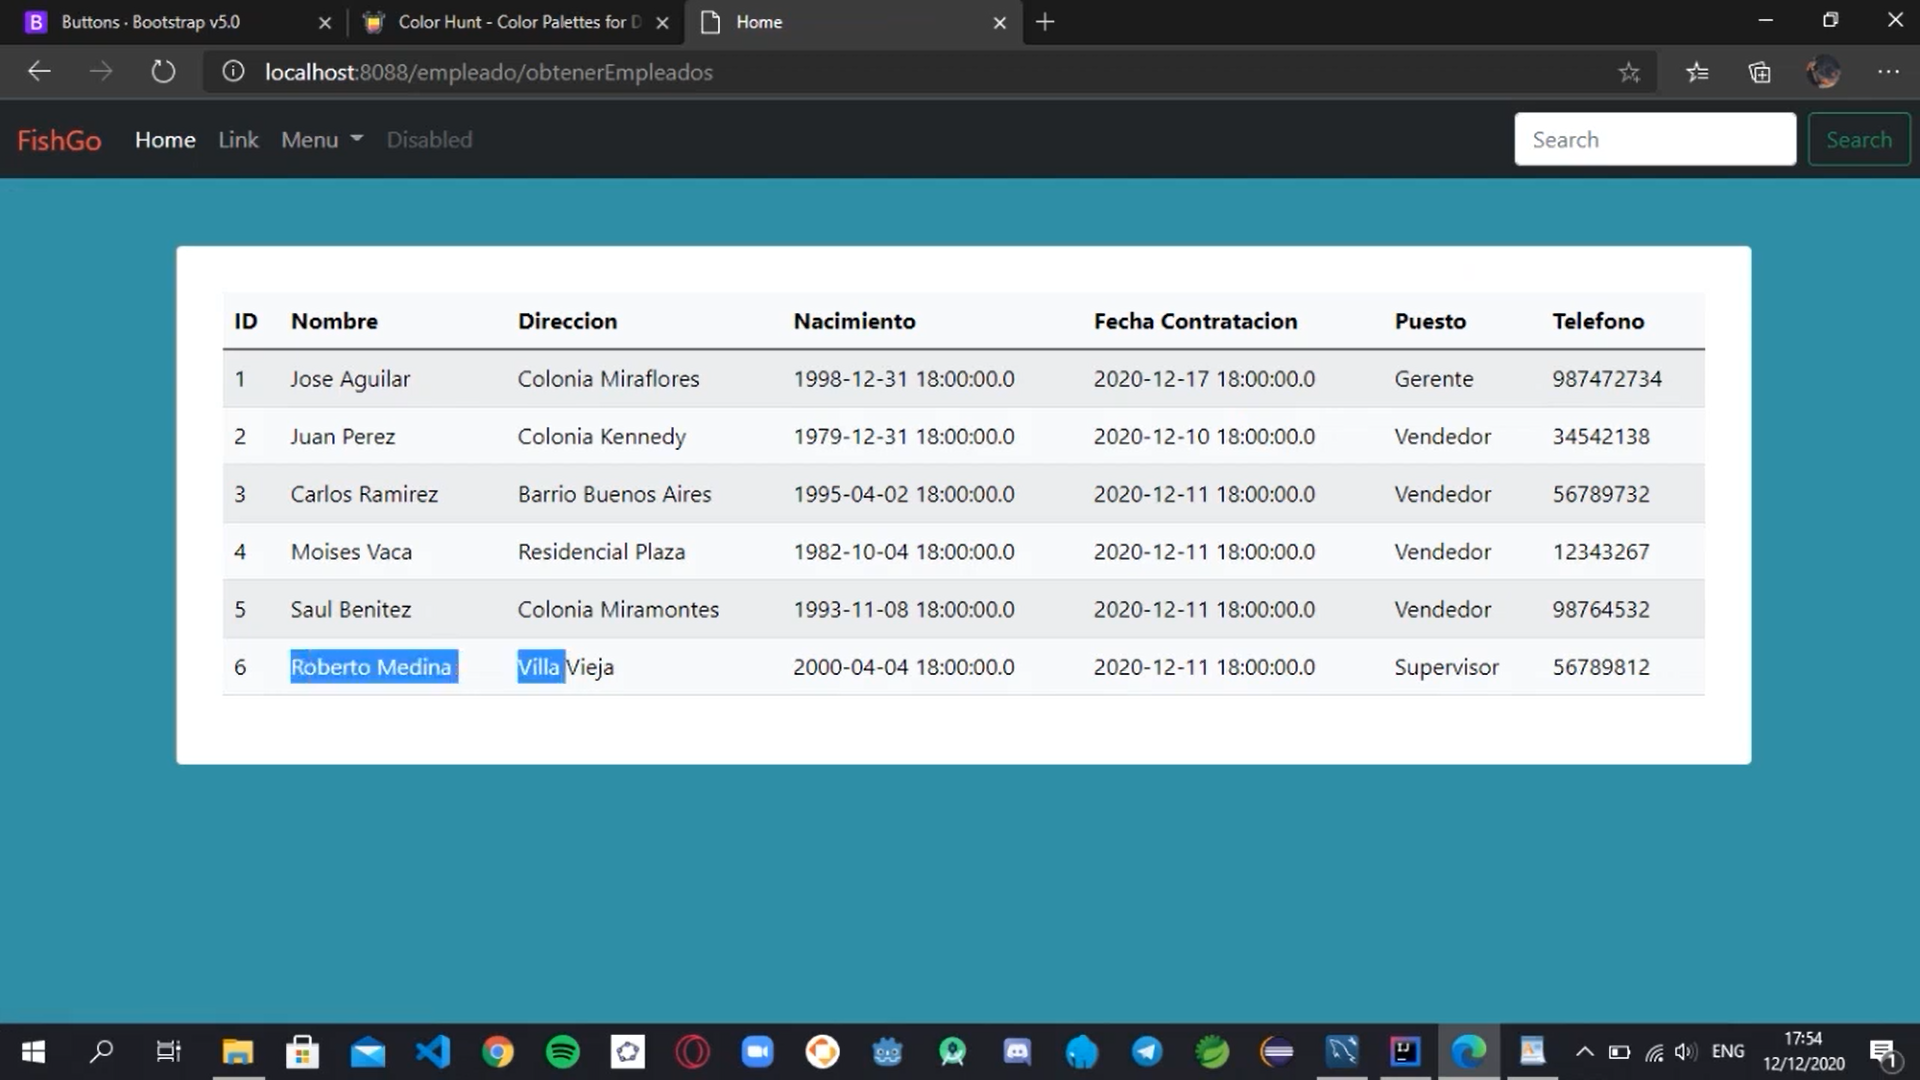 Buttons · Bootstrap v5.0
Color Hunt - Color Palettes for D
Home
localhost:8088/empleado/obtenerEmpleados
FishGo Home Link Menu Disabled Search Search
ID Nombre Direccion Nacimiento Fecha Contratacion Puesto Telefono
1 Jose Aguilar Colonia Miraflores 1998-12-31 18:00:00.0 2020-12-17 18:00:00.0 Gerente 987472734
2 Juan Perez Colonia Kennedy 1979-12-31 18:00:00.0 2020-12-10 18:00:00.0 Vendedor 34542138
3 Carlos Ramirez Barrio Buenos Aires 1995-04-02 18:00:00.0 2020-12-11 18:00:00.0 Vendedor 56789732
4 Moises Vaca Residencial Plaza 1982-10-04 18:00:00.0 2020-12-11 18:00:00.0 Vendedor 12343267
5 Saul Benitez Colonia Miramontes 1993-11-08 18:00:00.0 2020-12-11 18:00:00.0 Vendedor 98764532
6 Roberto Medina Villa Vieja 2000-04-04 18:00:00.0 2020-12-11 18:00:00.0 Supervisor 56789812
ENG
17:54
12/12/2020
1